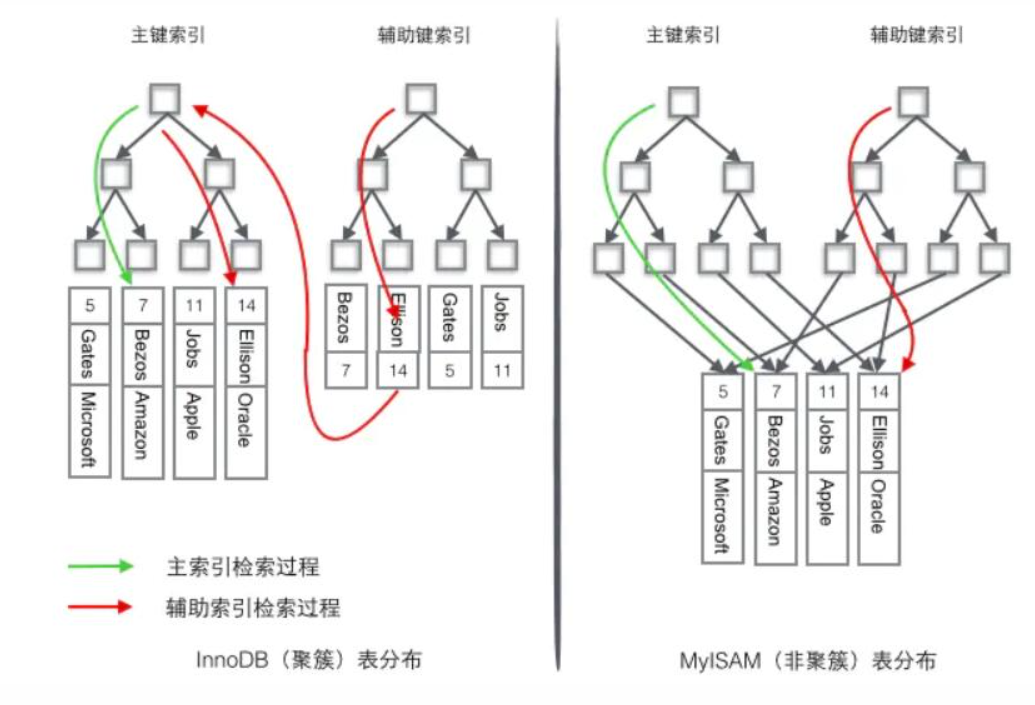 主键索引
辅助键索引
主键索引
辅助键索引
5
Gates
Microsoft
7
Bezos
Amazon
11
Jobs
Apple
14
Ellison
Oracle
Bezos
7
Ellison
14
Gates
5
Jobs
11
5
Gates
Microsoft
7
Bezos
Amazon
11
Jobs
Apple
14
Ellison
Oracle
主索引检索过程
辅助索引检索过程
InnoDB（聚簇）表分布
MyISAM（非聚簇）表分布